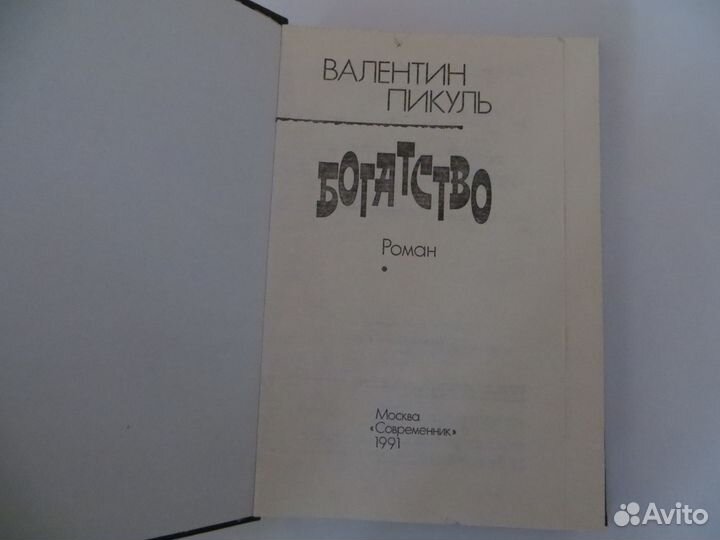 ВАЛЕНТИН
ПИКУЛЬ
БОГАТСТВО
Роман
Москва
«Современник»
1991
Avito